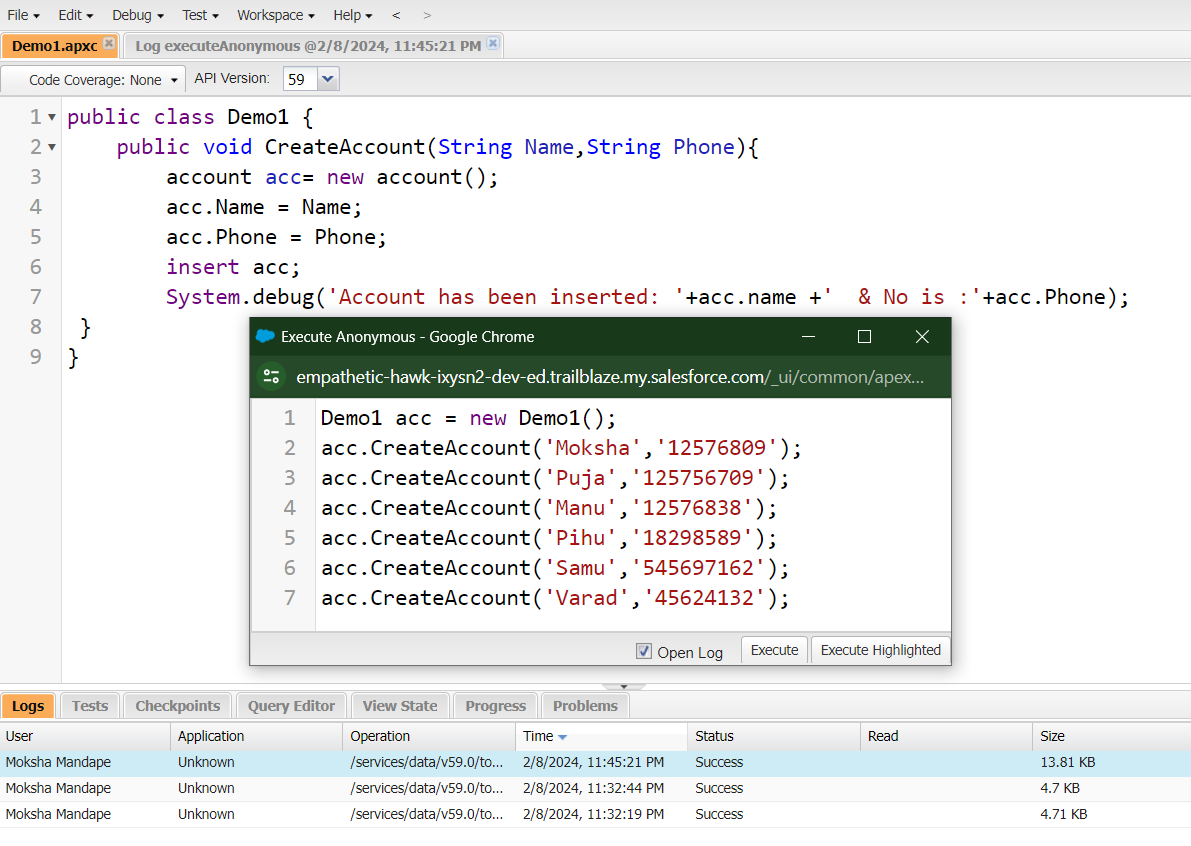 File Edit Debug Test Workspace Help < >
Demo1.apxc Log executeAnonymous @2/8/2024, 11:45:21 PM
Code Coverage: None API Version: 59
1 public class Demo1 {
2 public void CreateAccount(String Name,String Phone){
3 account acc= new account();
4 acc.Name = Name;
5 acc.Phone = Phone;
6 insert acc;
7 System.debug('Account has been inserted: '+acc.name +'  & No is :'+acc.Phone);
8 }
9 }
Execute Anonymous - Google Chrome
empathetic-hawk-ixysn2-dev-ed.trailblaze.my.salesforce.com/_ui/common/apex...
1 Demo1 acc = new Demo1();
2 acc.CreateAccount('Moksha','12576809');
3 acc.CreateAccount('Puja','125756709');
4 acc.CreateAccount('Manu','12576838');
5 acc.CreateAccount('Pihu','18298589');
6 acc.CreateAccount('Samu','545697162');
7 acc.CreateAccount('Varad','45624132');
Open Log Execute Execute Highlighted
Logs Tests Checkpoints Query Editor View State Progress Problems
User Application Operation Time Status Read Size
Moksha Mandape Unknown /services/data/v59.0/to... 2/8/2024, 11:45:21 PM Success 13.81 KB
Moksha Mandape Unknown /services/data/v59.0/to... 2/8/2024, 11:32:44 PM Success 4.7 KB
Moksha Mandape Unknown /services/data/v59.0/to... 2/8/2024, 11:32:19 PM Success 4.71 KB